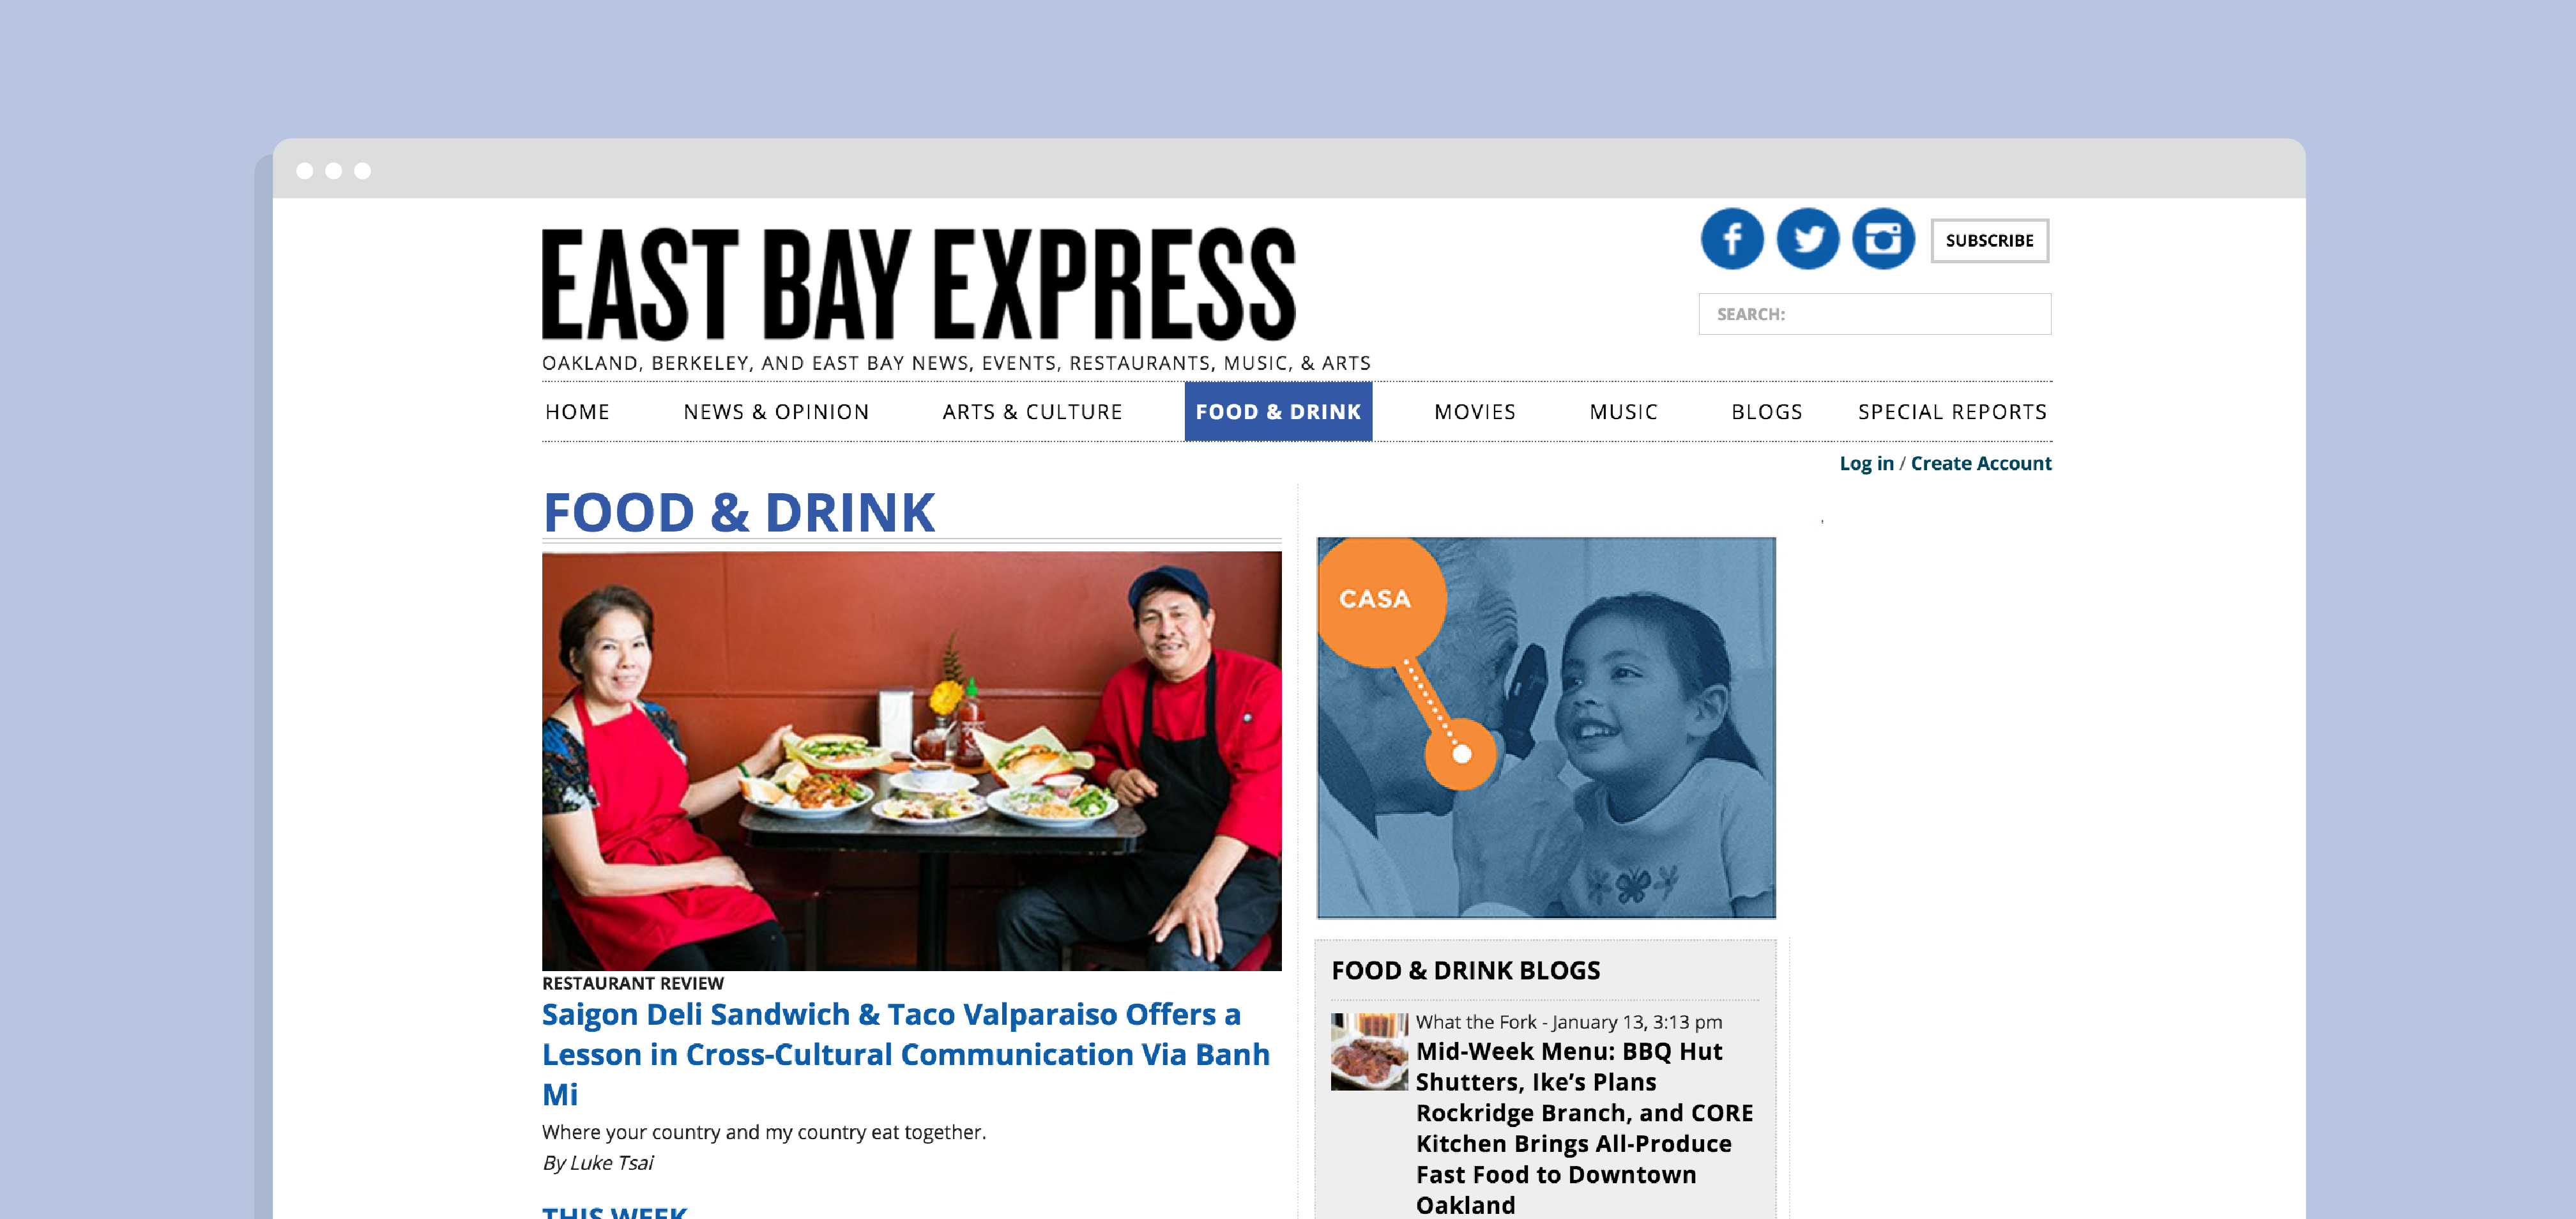 EAST BAY EXPRESS
OAKLAND, BERKELEY, AND EAST BAY NEWS, EVENTS, RESTAURANTS, MUSIC, & ARTS
SUBSCRIBE
SEARCH:
HOME NEWS & OPINION ARTS & CULTURE FOOD & DRINK MOVIES MUSIC BLOGS SPECIAL REPORTS
Log in / Create Account
FOOD & DRINK
RESTAURANT REVIEW
Saigon Deli Sandwich & Taco Valparaiso Offers a
Lesson in Cross-Cultural Communication Via Banh
Mi
Where your country and my country eat together.
By Luke Tsai
THIS WEEK
CASA
FOOD & DRINK BLOGS
What the Fork - January 13, 3:13 pm
Mid-Week Menu: BBQ Hut
Shutters, Ike’s Plans
Rockridge Branch, and CORE
Kitchen Brings All-Produce
Fast Food to Downtown
Oakland